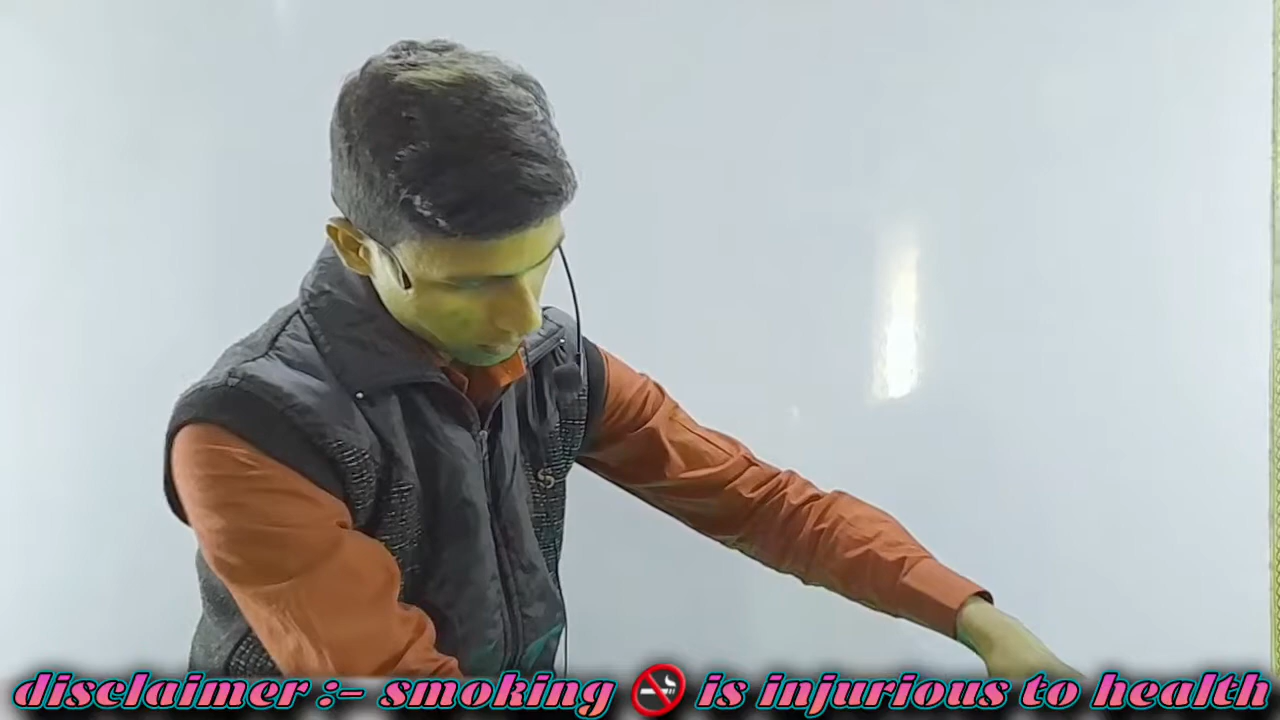 disclaimer :- smoking 🚭 is injurious to health